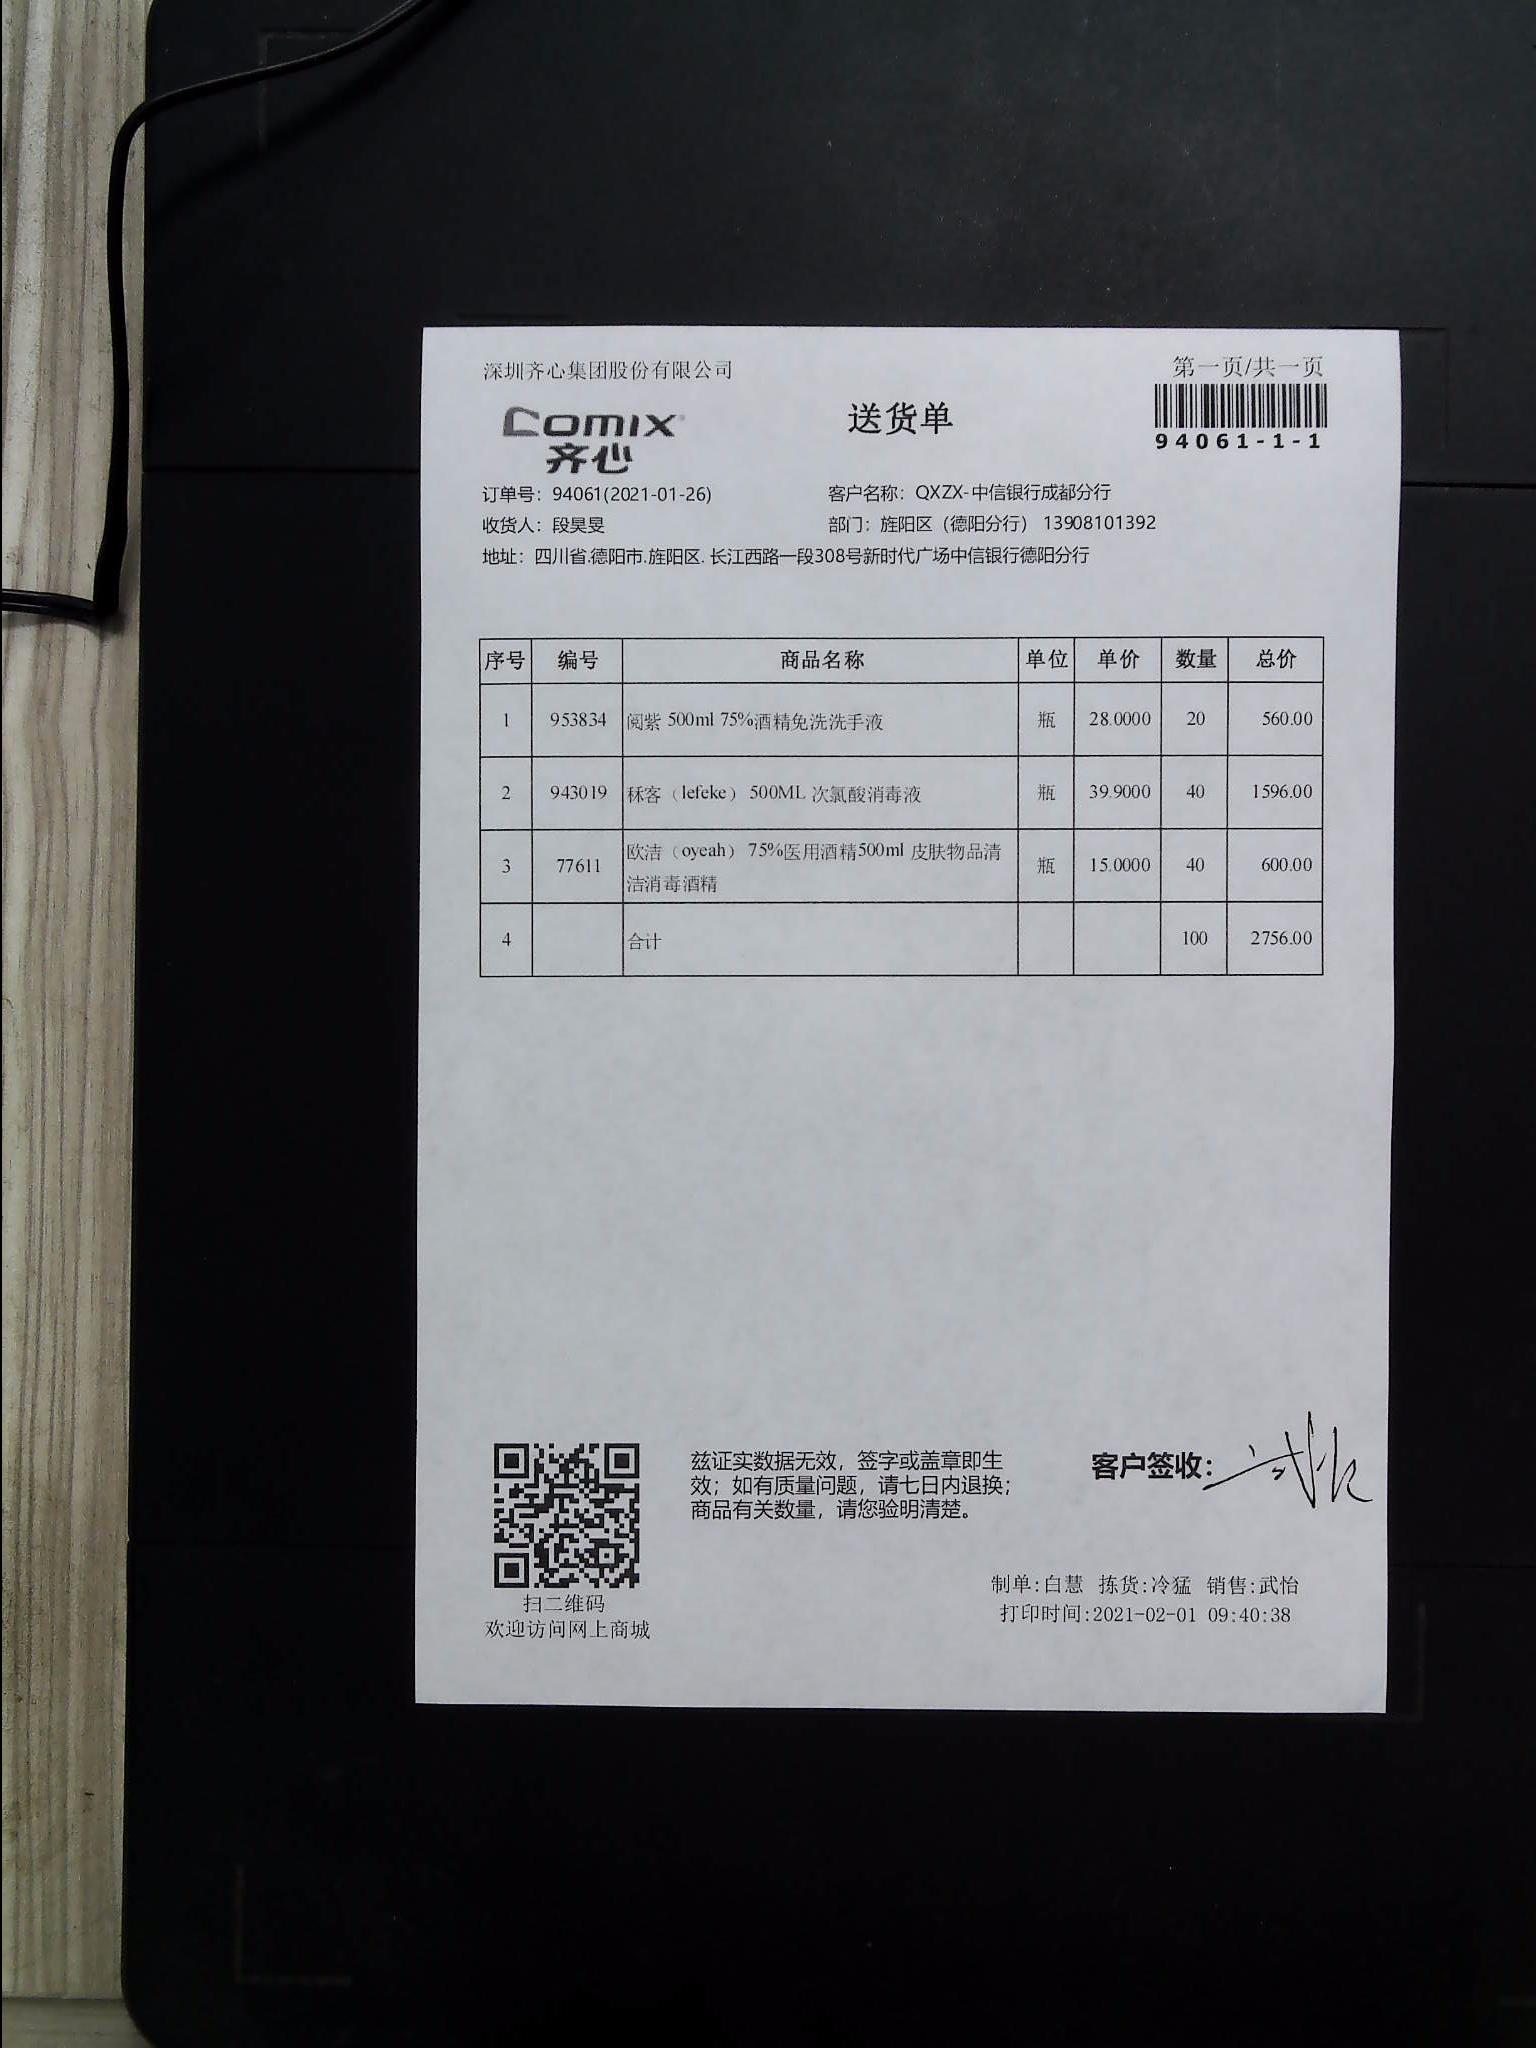 深圳齐心集团股份有限公司
第一页/共一页
COMIX
齐心
送货单
94061-1-1
订单号：94061(2021-01-26)
客户名称：QXZX-中信银行成都分行
收货人：段昊旻
部门：旌阳区（德阳分行） 13908101392
地址：四川省.德阳市.旌阳区.长江西路一段308号新时代广场中信银行德阳分行
序号 编号 商品名称 单位 单价 数量 总价
1 953834 阅紫 500ml 75%酒精免洗洗手液 瓶 28.0000 20 560.00
2 943019 秝客（lefeke） 500ML 次氯酸消毒液 瓶 39.9000 40 1596.00
3 77611 欧洁（oyeah） 75%医用酒精500ml 皮肤物品清 瓶 15.0000 40 600.00
洁消毒酒精
4 合计 100 2756.00
兹证实数据无效，签字或盖章即生
效；如有质量问题，请七日内退换；
商品有关数量，请您验明清楚。
客户签收：武怡
扫二维码
欢迎访问网上商城
制单:白慧 拣货:冷猛 销售:武怡
打印时间:2021-02-01 09:40:38